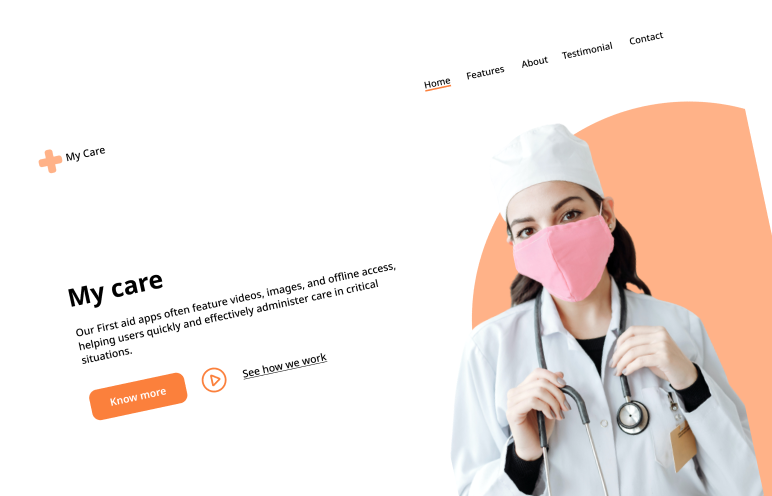 Home Features About Testimonial Contact
My Care
My care
Our First aid apps often feature videos, images, and offline access,
helping users quickly and effectively administer care in critical
situations.
Know more
See how we work